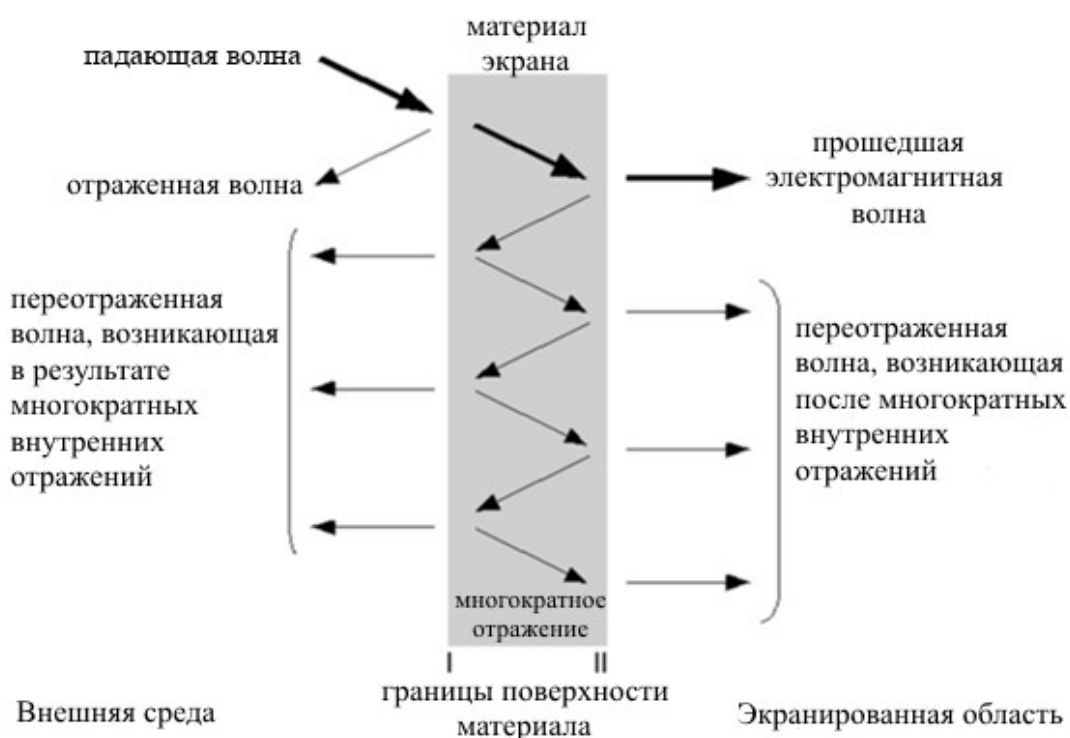 материал
экрана
падающая волна
отраженная волна
прошедшая
электромагнитная
волна
переотраженная
волна, возникающая
в результате
многократных
внутренних
отражений
переотраженная
волна, возникающая
после многократных
внутренних
отражений
многократное
отражение
I II
границы поверхности
материала
Внешняя среда
Экранированная область